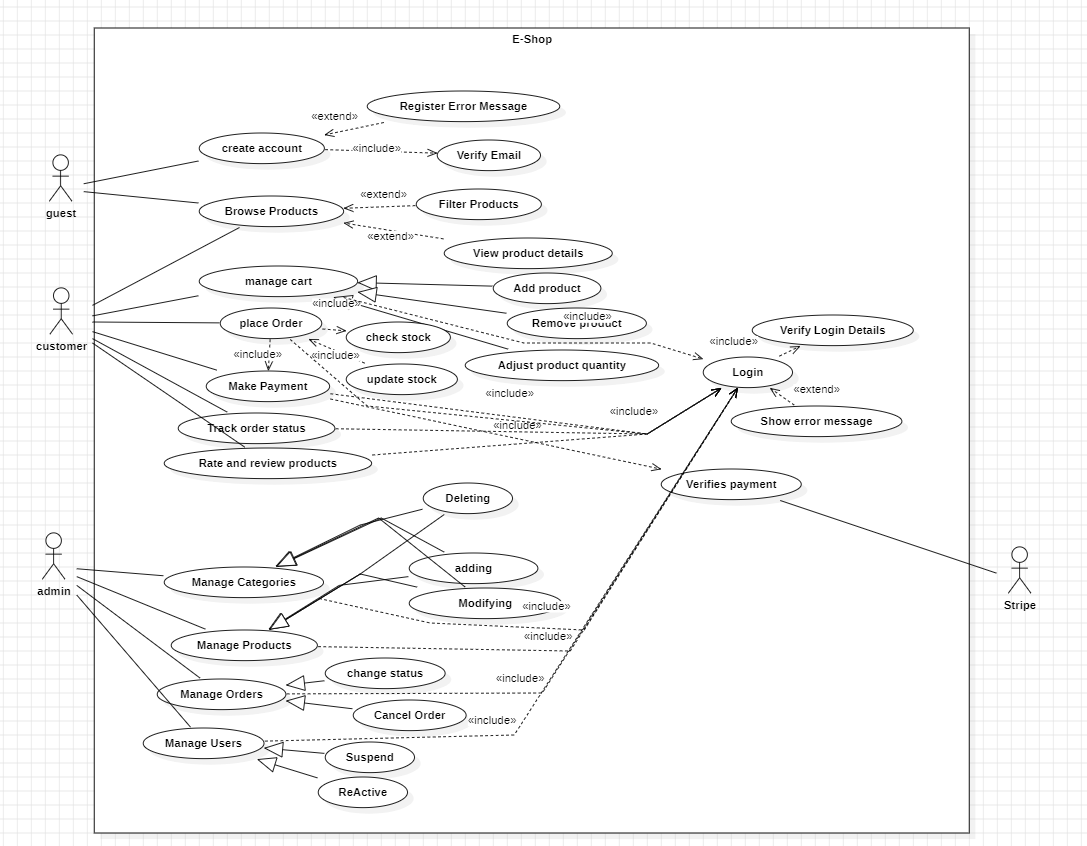 E-Shop
Register Error Message
«extend»
create account
«include»
Verify Email
guest
«extend»
Filter Products
Browse Products
«extend»
View product details
manage cart
Add product
«include»
«include»
customer
place Order
Remove product
Verify Login Details
check stock
«include»
«include»
«include»
Adjust product quantity
Login
update stock
Make Payment
«include»
«extend»
«include»
Track order status
«include»
Show error message
Rate and review products
Verifies payment
Deleting
adding
admin
Manage Categories
Modifying
«include»
Stripe
«include»
Manage Products
change status
«include»
Manage Orders
Cancel Order
«include»
Manage Users
Suspend
ReActive